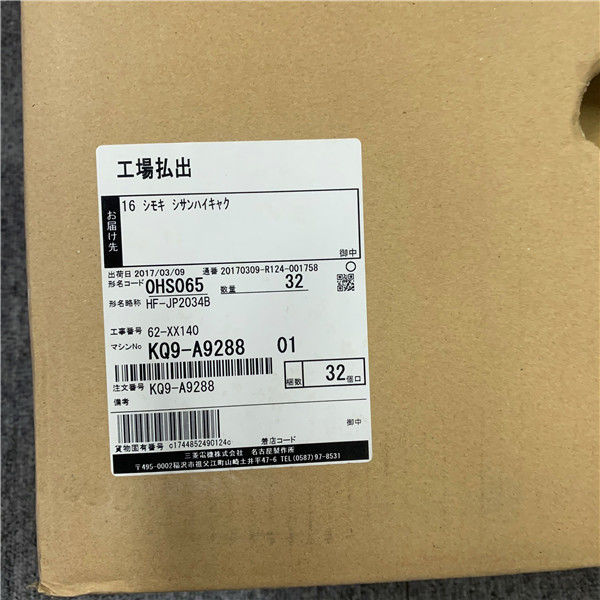 工場払出
お届け先
16 シモキ シサンハイキャク
御中
出荷日 2017/03/09 通番 20170309-R124-001758
形名コード OHS065 数量 32
形名略称 HF-JP2034B
工事番号 62-XX140
マシンNo KQ9-A9288 01
注文番号 KQ9-A9288
梱数 32 個口
備考
御中
貨物固有番号 c1744852490124c 着店コード
三菱電機株式会社 名古屋製作所
〒495-0002稲沢市祖父江町山崎土井平47-6 TEL(0587)97-8531